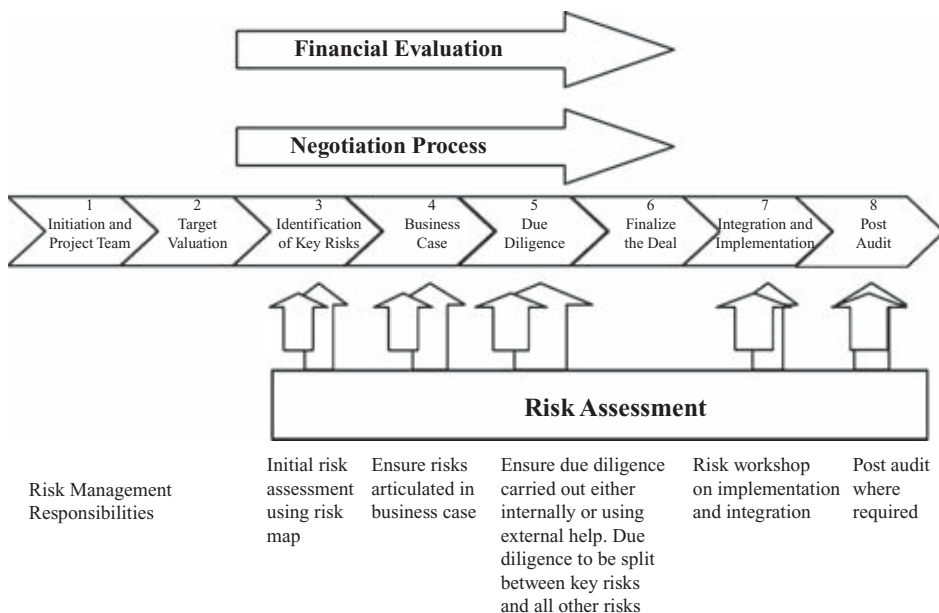 Financial Evaluation
Negotiation Process
1
Initiation and
Project Team
2
Target
Valuation
3
Identification
of Key Risks
4
Business
Case
5
Due
Diligence
6
Finalize
the Deal
7
Integration and
Implementation
8
Post
Audit
Risk Assessment
Risk Management
Responsibilities
Initial risk
assessment
using risk
map
Ensure risks
articulated in
business case
Ensure due diligence
carried out either
internally or using
external help. Due
diligence to be split
between key risks
and all other risks
Risk workshop
on implementation
and integration
Post audit
where
required